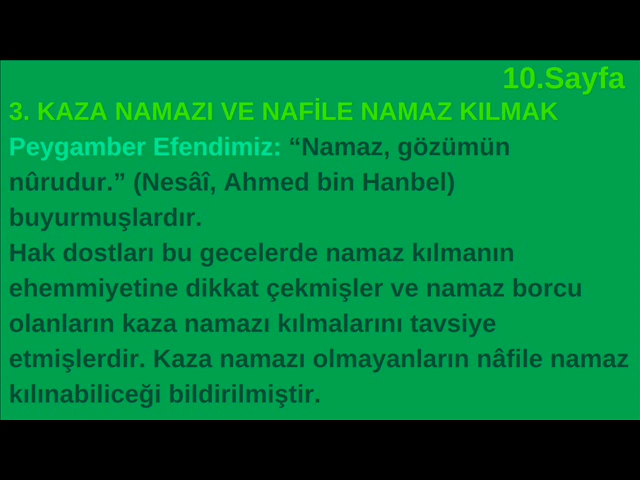 10.Sayfa
3. KAZA NAMAZI VE NAFİLE NAMAZ KILMAK
Peygamber Efendimiz: “Namaz, gözümün
nûrudur.” (Nesâî, Ahmed bin Hanbel)
buyurmuşlardır.
Hak dostları bu gecelerde namaz kılmanın
ehemmiyetine dikkat çekmişler ve namaz borcu
olanların kaza namazı kılmalarını tavsiye
etmişlerdir. Kaza namazı olmayanların nâfile namaz
kılınabiliceği bildirilmiştir.